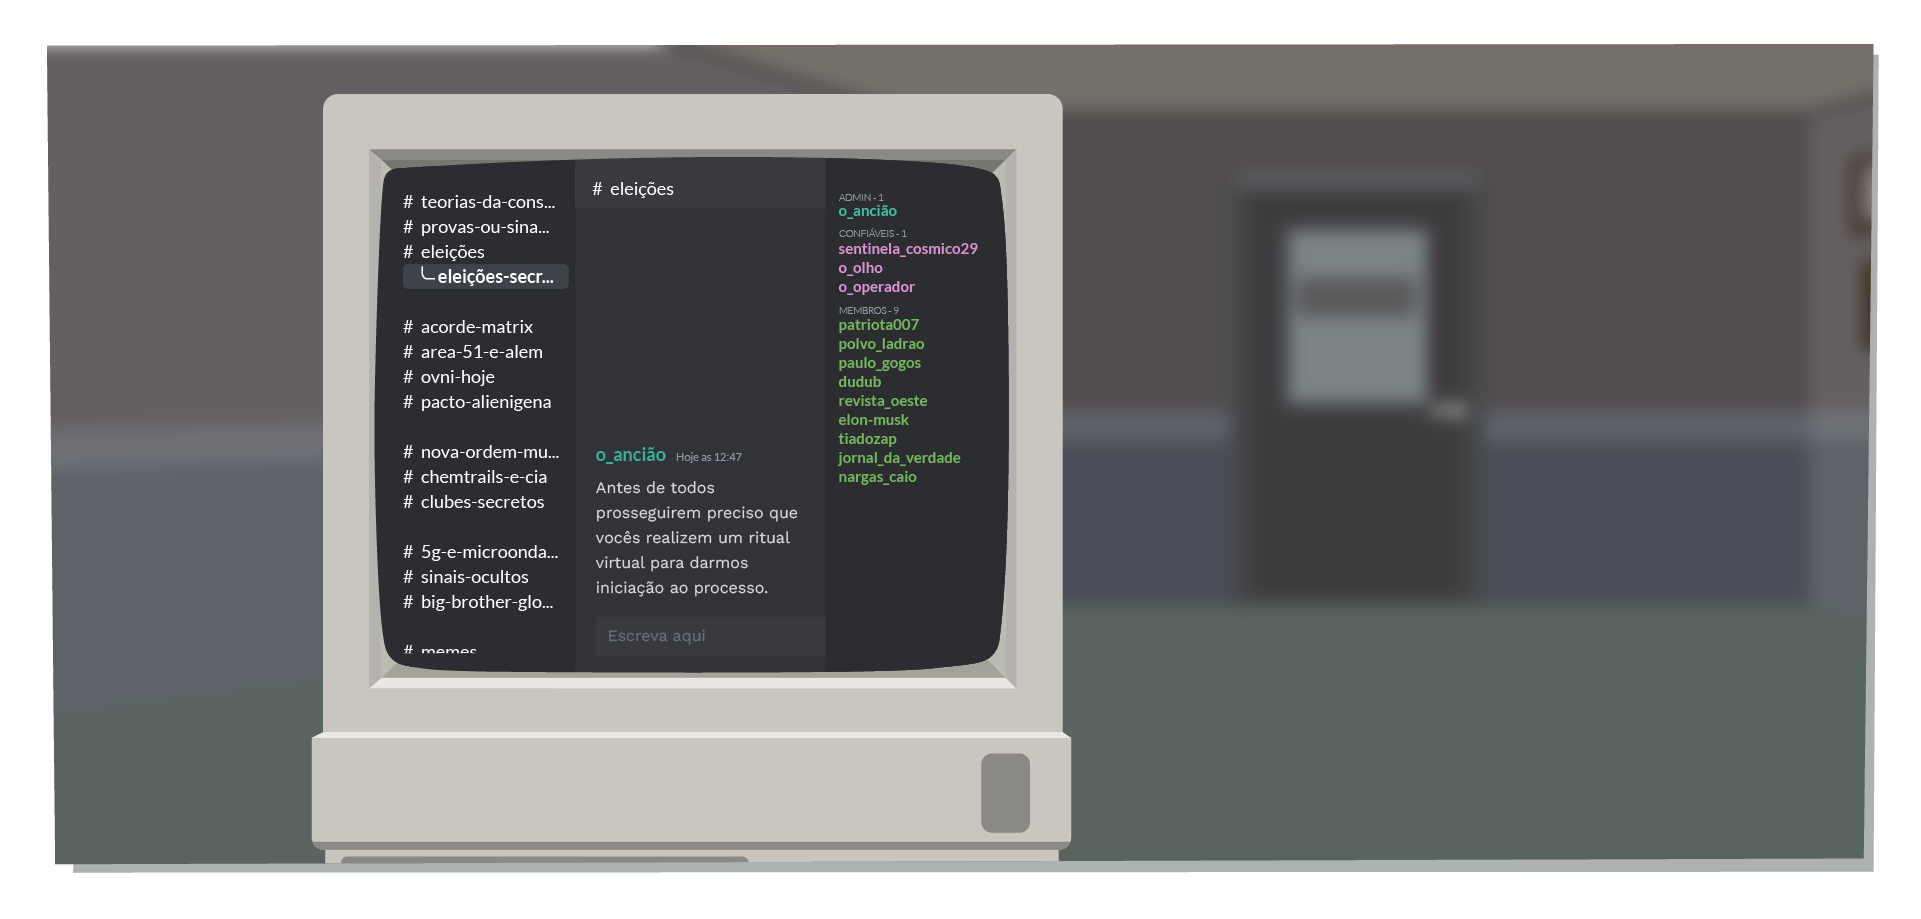 # teorias-da-cons...
# provas-ou-sina...
# eleições
eleições-secr...
# acorde-matrix
# area-51-e-alem
# ovni-hoje
# pacto-alienigena
# nova-ordem-mu...
# chemtrails-e-cia
# clubes-secretos
# 5g-e-microonda...
# sinais-ocultos
# big-brother-glo...
# memes
# eleições
o_ancião Hoje as 12:47
Antes de todos
prosseguirem preciso que
vocês realizem um ritual
virtual para darmos
iniciação ao processo.
Escreva aqui
ADMIN - 1
o_ancião
CONFIÁVEIS - 1
sentinela_cosmico29
o_olho
o_operador
MEMBROS - 9
patriota007
polvo_ladrao
paulo_gogos
dudub
revista_oeste
elon-musk
tiadozap
jornal_da_verdade
nargas_caio